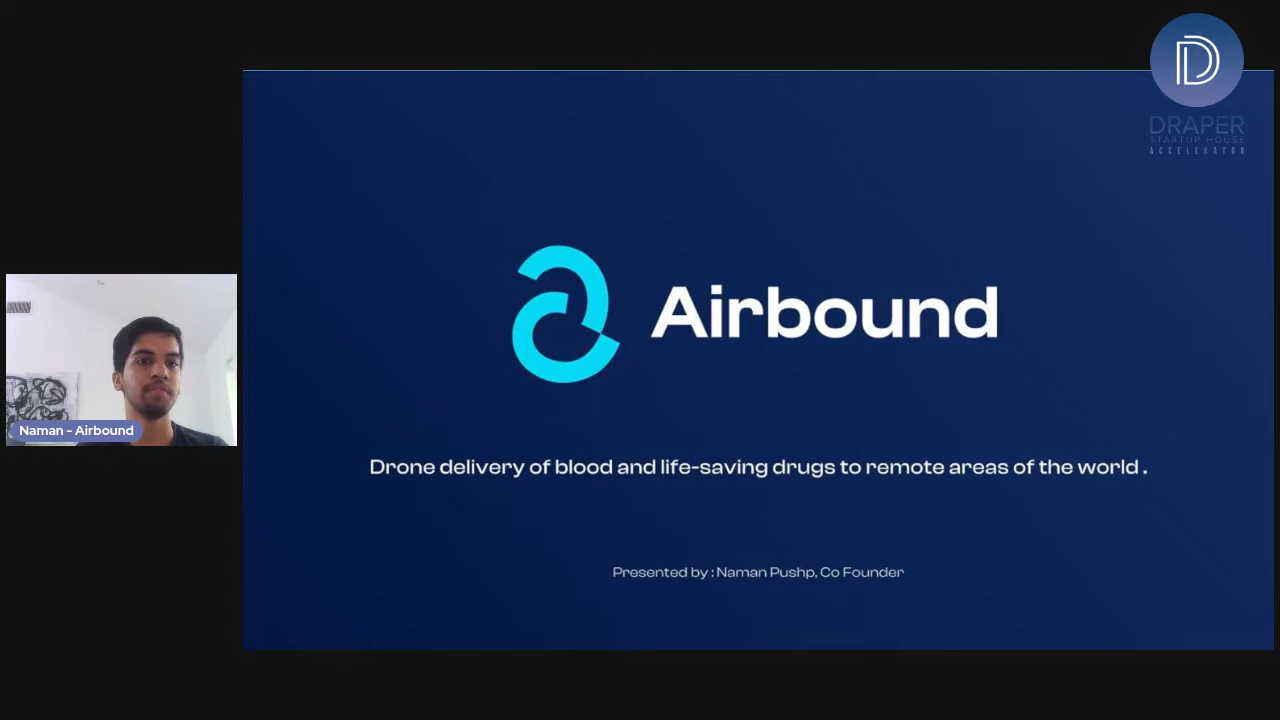 DRAPER
STARTUP HOUSE
ACCELERATOR
Airbound
Naman - Airbound
Drone delivery of blood and life-saving drugs to remote areas of the world .
Presented by : Naman Pushp, Co Founder